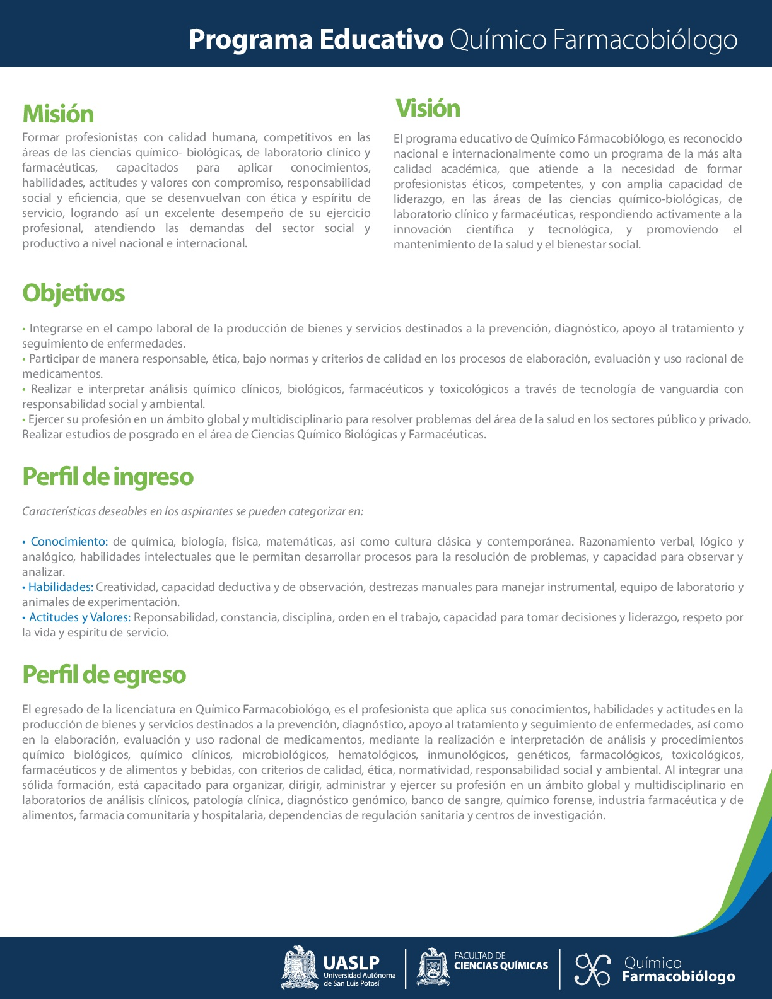 Programa Educativo Químico Farmacobiólogo
Misión
Formar profesionistas con calidad humana, competitivos en las
áreas de las ciencias químico- biológicas, de laboratorio clínico y
farmacéuticas, capacitados para aplicar conocimientos,
habilidades, actitudes y valores con compromiso, responsabilidad
social y eficiencia, que se desenvuelvan con ética y espíritu de
servicio, logrando así un excelente desempeño de su ejercicio
profesional, atendiendo las demandas del sector social y
productivo a nivel nacional e internacional.
Visión
El programa educativo de Químico Fármacobiólogo, es reconocido
nacional e internacionalmente como un programa de la más alta
calidad académica, que atiende a la necesidad de formar
profesionistas éticos, competentes, y con amplia capacidad de
liderazgo, en las áreas de las ciencias químico-biológicas, de
laboratorio clínico y farmacéuticas, respondiendo activamente a la
innovación científica y tecnológica, y promoviendo el
mantenimiento de la salud y el bienestar social.
Objetivos
• Integrarse en el campo laboral de la producción de bienes y servicios destinados a la prevención, diagnóstico, apoyo al tratamiento y
seguimiento de enfermedades.
• Participar de manera responsable, ética, bajo normas y criterios de calidad en los procesos de elaboración, evaluación y uso racional de
medicamentos.
• Realizar e interpretar análisis químico clínicos, biológicos, farmacéuticos y toxicológicos a través de tecnología de vanguardia con
responsabilidad social y ambiental.
• Ejercer su profesión en un ámbito global y multidisciplinario para resolver problemas del área de la salud en los sectores público y privado.
Realizar estudios de posgrado en el área de Ciencias Químico Biológicas y Farmacéuticas.
Perfil de ingreso
Características deseables en los aspirantes se pueden categorizar en:
• Conocimiento: de química, biología, física, matemáticas, así como cultura clásica y contemporánea. Razonamiento verbal, lógico y
analógico, habilidades intelectuales que le permitan desarrollar procesos para la resolución de problemas, y capacidad para observar y
analizar.
• Habilidades: Creatividad, capacidad deductiva y de observación, destrezas manuales para manejar instrumental, equipo de laboratorio y
animales de experimentación.
• Actitudes y Valores: Reponsabilidad, constancia, disciplina, orden en el trabajo, capacidad para tomar decisiones y liderazgo, respeto por
la vida y espíritu de servicio.
Perfil de egreso
El egresado de la licenciatura en Químico Farmacobiológo, es el profesionista que aplica sus conocimientos, habilidades y actitudes en la
producción de bienes y servicios destinados a la prevención, diagnóstico, apoyo al tratamiento y seguimiento de enfermedades, así como
en la elaboración, evaluación y uso racional de medicamentos, mediante la realización e interpretación de análisis y procedimientos
químico biológicos, químico clínicos, microbiológicos, hematológicos, inmunológicos, genéticos, farmacológicos, toxicológicos,
farmacéuticos y de alimentos y bebidas, con criterios de calidad, ética, normatividad, responsabilidad social y ambiental. Al integrar una
sólida formación, está capacitado para organizar, dirigir, administrar y ejercer su profesión en un ámbito global y multidisciplinario en
laboratorios de análisis clínicos, patología clínica, diagnóstico genómico, banco de sangre, químico forense, industria farmacéutica y de
alimentos, farmacia comunitaria y hospitalaria, dependencias de regulación sanitaria y centros de investigación.
UASLP
Universidad Autónoma
de San Luis Potosí
FACULTAD DE
CIENCIAS QUÍMICAS
Químico
Farmacobiólogo